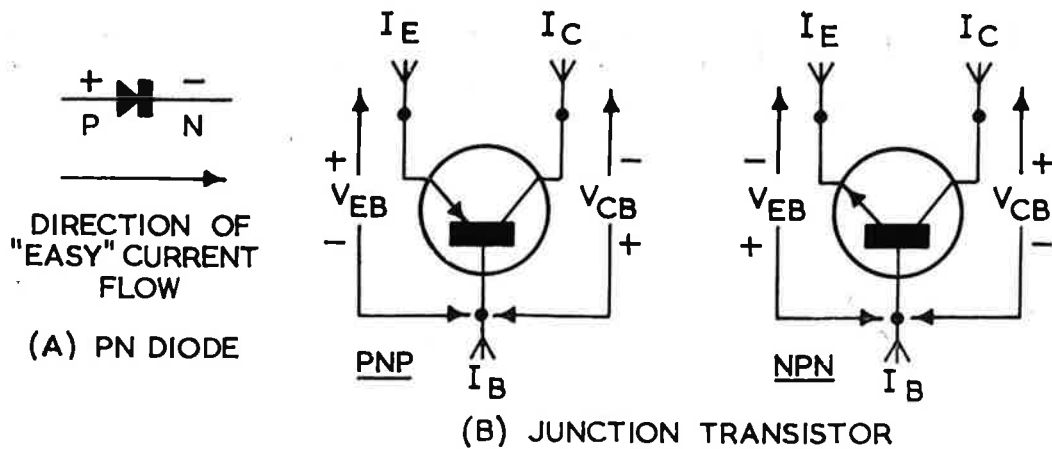 + −
P N
DIRECTION OF
"EASY" CURRENT
FLOW
(A) PN DIODE
I_E I_C
+ −
V_EB V_CB
− +
PNP
I_B
I_E I_C
− +
V_EB V_CB
+ −
NPN
I_B
(B) JUNCTION TRANSISTOR